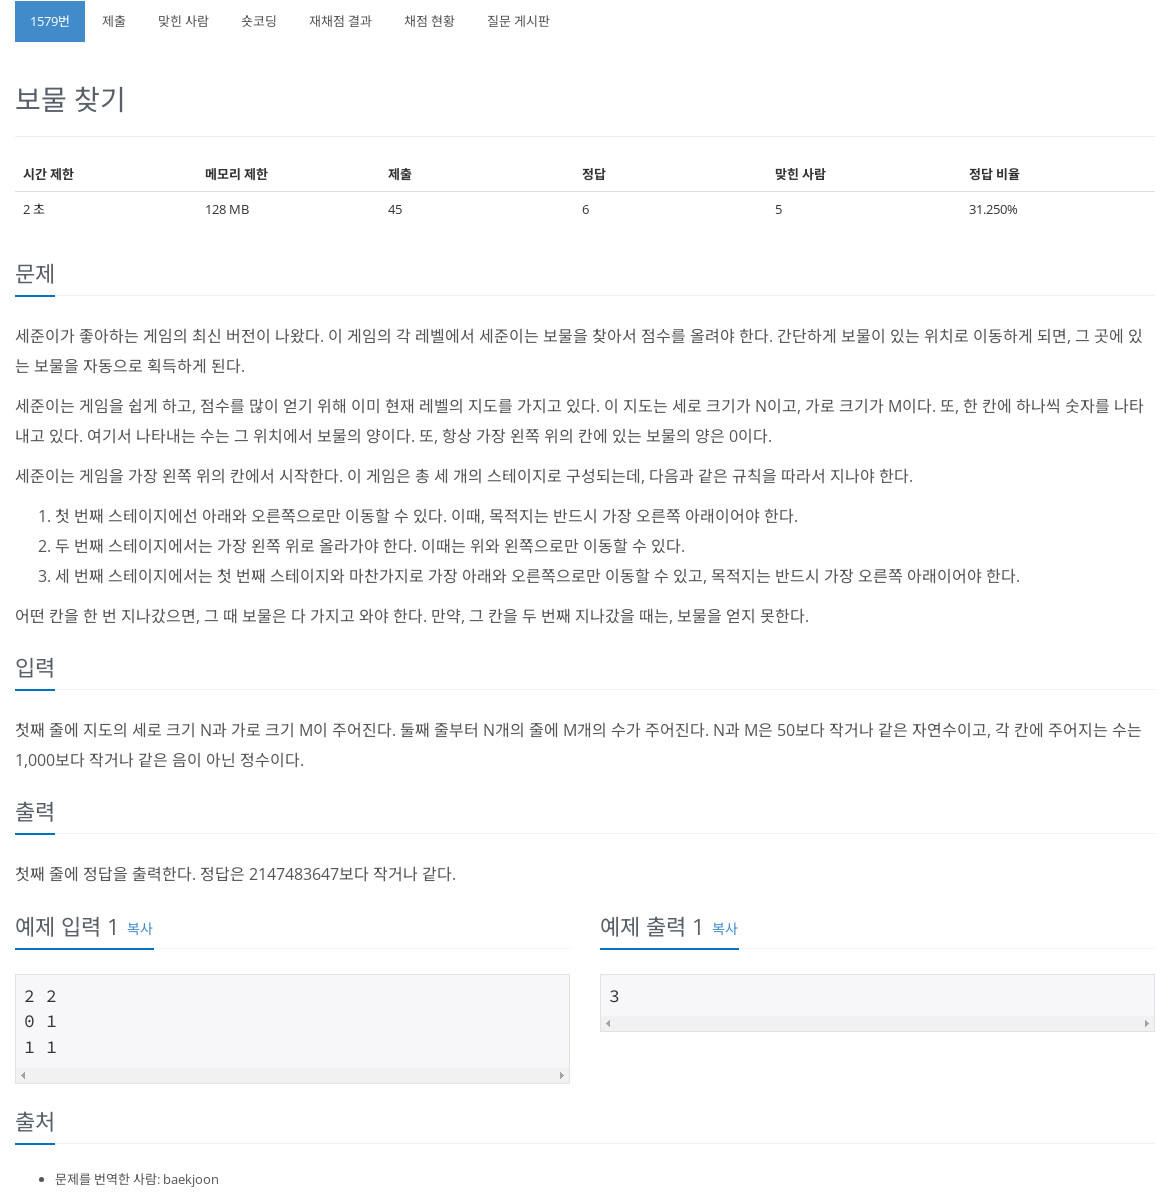 1579번 제출 맞힌 사람 숏코딩 재채점 결과 채점 현황 질문 게시판
보물 찾기
시간 제한 메모리 제한 제출 정답 맞힌 사람 정답 비율
2 초 128 MB 45 6 5 31.250%
문제
세준이가 좋아하는 게임의 최신 버전이 나왔다. 이 게임의 각 레벨에서 세준이는 보물을 찾아서 점수를 올려야 한다. 간단하게 보물이 있는 위치로 이동하게 되면, 그 곳에 있
는 보물을 자동으로 획득하게 된다.
세준이는 게임을 쉽게 하고, 점수를 많이 얻기 위해 이미 현재 레벨의 지도를 가지고 있다. 이 지도는 세로 크기가 N이고, 가로 크기가 M이다. 또, 한 칸에 하나씩 숫자를 나타
내고 있다. 여기서 나타내는 수는 그 위치에서 보물의 양이다. 또, 항상 가장 왼쪽 위의 칸에 있는 보물의 양은 0이다.
세준이는 게임을 가장 왼쪽 위의 칸에서 시작한다. 이 게임은 총 세 개의 스테이지로 구성되는데, 다음과 같은 규칙을 따라서 지나야 한다.
1. 첫 번째 스테이지에선 아래와 오른쪽으로만 이동할 수 있다. 이때, 목적지는 반드시 가장 오른쪽 아래이어야 한다.
2. 두 번째 스테이지에서는 가장 왼쪽 위로 올라가야 한다. 이때는 위와 왼쪽으로만 이동할 수 있다.
3. 세 번째 스테이지에서는 첫 번째 스테이지와 마찬가지로 가장 아래와 오른쪽으로만 이동할 수 있고, 목적지는 반드시 가장 오른쪽 아래이어야 한다.
어떤 칸을 한 번 지나갔으면, 그 때 보물은 다 가지고 와야 한다. 만약, 그 칸을 두 번째 지나갔을 때는, 보물을 얻지 못한다.
입력
첫째 줄에 지도의 세로 크기 N과 가로 크기 M이 주어진다. 둘째 줄부터 N개의 줄에 M개의 수가 주어진다. N과 M은 50보다 작거나 같은 자연수이고, 각 칸에 주어지는 수는
1,000보다 작거나 같은 음이 아닌 정수이다.
출력
첫째 줄에 정답을 출력한다. 정답은 2147483647보다 작거나 같다.
예제 입력 1 복사
2 2
0 1
1 1
예제 출력 1 복사
3
출처
문제를 번역한 사람: baekjoon